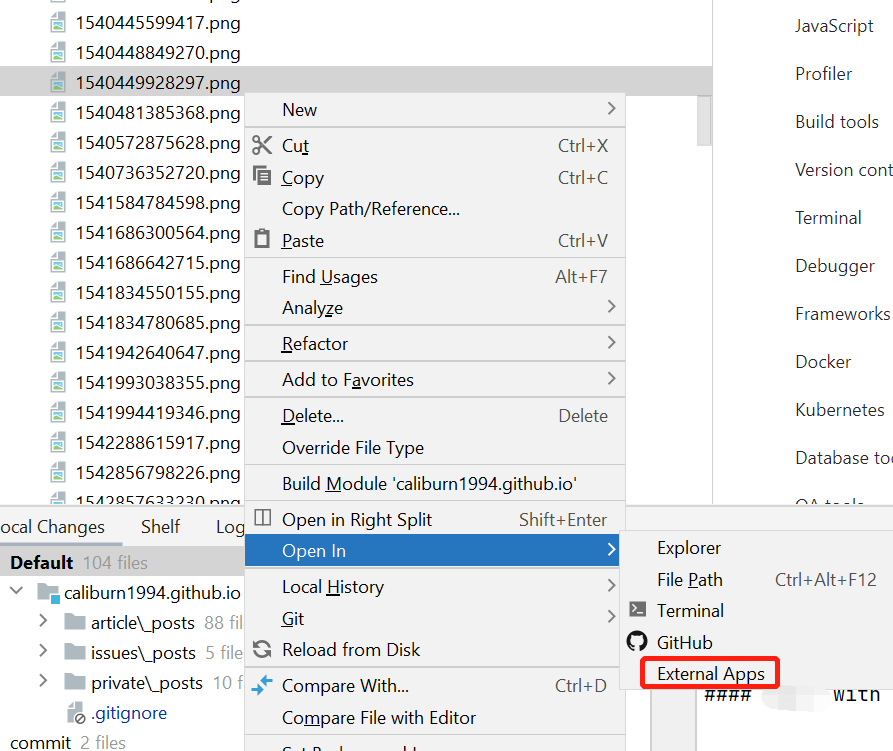 1540445599417.png
1540448849270.png
1540449928297.png
1540481385368.png
1540572875628.png
1540736352720.png
1541584784598.png
1541686300564.png
1541686642715.png
1541834550155.png
1541834780685.png
1541942640647.png
1541993038355.png
1541994419346.png
1542288615917.png
1542856798226.png
1542857633230.png
New
Cut Ctrl+X
Copy Ctrl+C
Copy Path/Reference...
Paste Ctrl+V
Find Usages Alt+F7
Analyze
Refactor
Add to Favorites
Delete... Delete
Override File Type
Build Module 'caliburn1994.github.io'
Open in Right Split Shift+Enter
Open In
Local History
Git
Reload from Disk
Compare With... Ctrl+D
Compare File with Editor
Explorer
File Path Ctrl+Alt+F12
Terminal
GitHub
External Apps
JavaScript
Profiler
Build tools
Version cont
Terminal
Debugger
Frameworks
Docker
Kubernetes
Database too
ocal Changes Shelf Log
Default 104 files
caliburn1994.github.io
article\_posts 88 fil
issues\_posts 5 file
private\_posts 10 f
.gitignore
commit 2 files
#### With